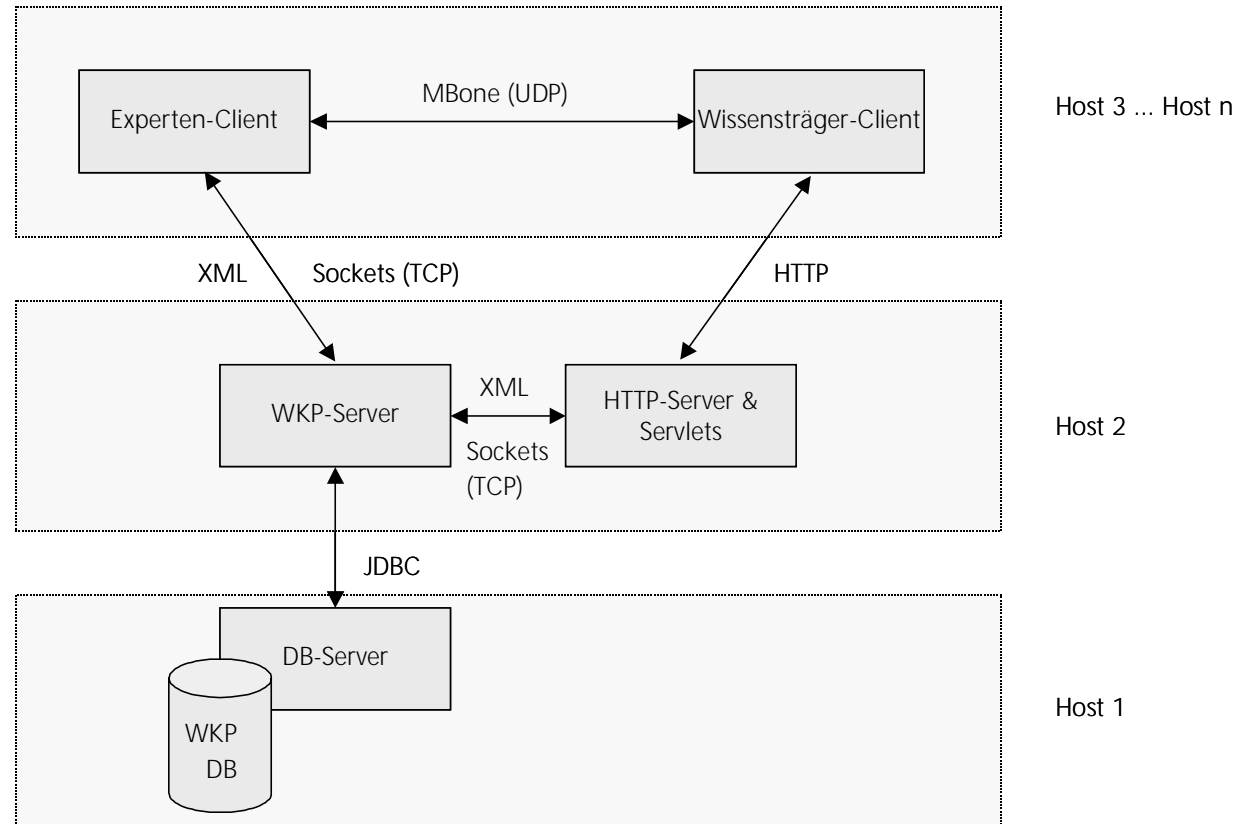 MBone (UDP)
Experten-Client
Wissensträger-Client
Host 3 ... Host n
XML
Sockets (TCP)
HTTP
WKP-Server
XML
Sockets
(TCP)
HTTP-Server &
Servlets
Host 2
JDBC
DB-Server
WKP
DB
Host 1